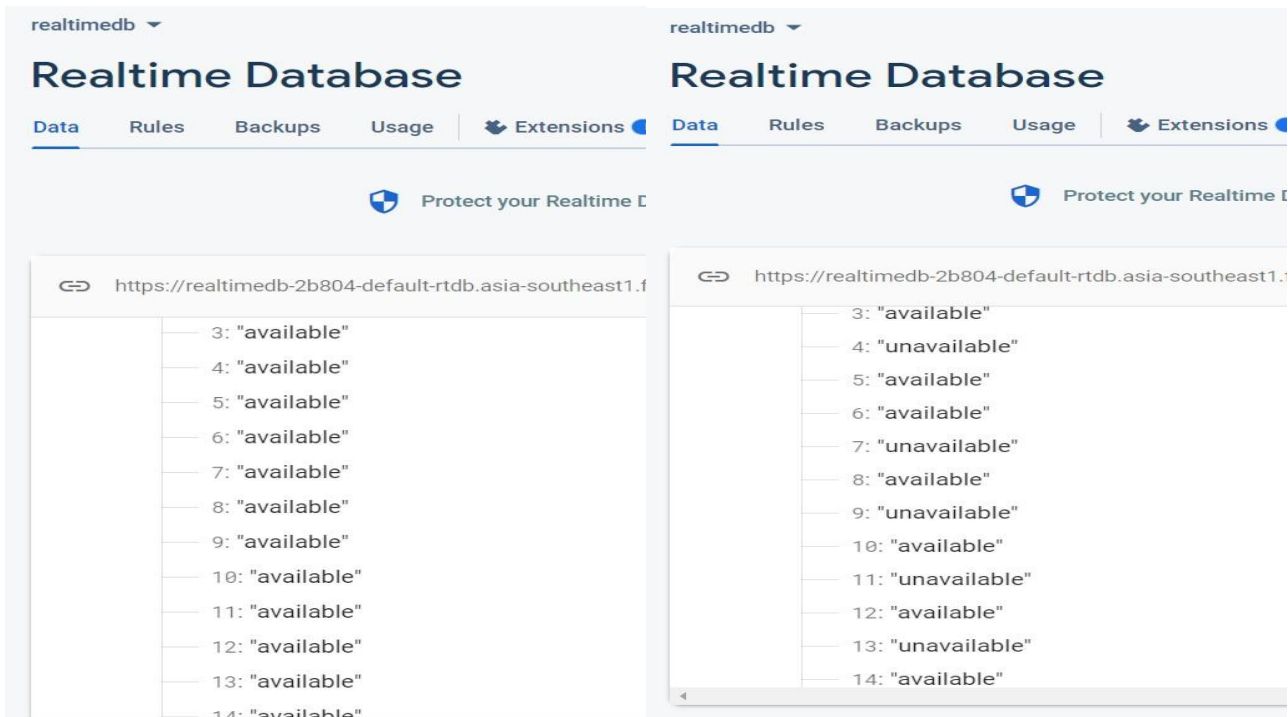 realtimedb
Realtime Database
Data Rules Backups Usage Extensions
Protect your Realtime
https://realtimedb-2b804-default-rtdb.asia-southeast1.f
3: "available"
4: "available"
5: "available"
6: "available"
7: "available"
8: "available"
9: "available"
10: "available"
11: "available"
12: "available"
13: "available"
14: "available"
realtimedb
Realtime Database
Data Rules Backups Usage Extensions
Protect your Realtime
https://realtimedb-2b804-default-rtdb.asia-southeast1.
3: "available"
4: "unavailable"
5: "available"
6: "available"
7: "unavailable"
8: "available"
9: "unavailable"
10: "available"
11: "unavailable"
12: "available"
13: "unavailable"
14: "available"